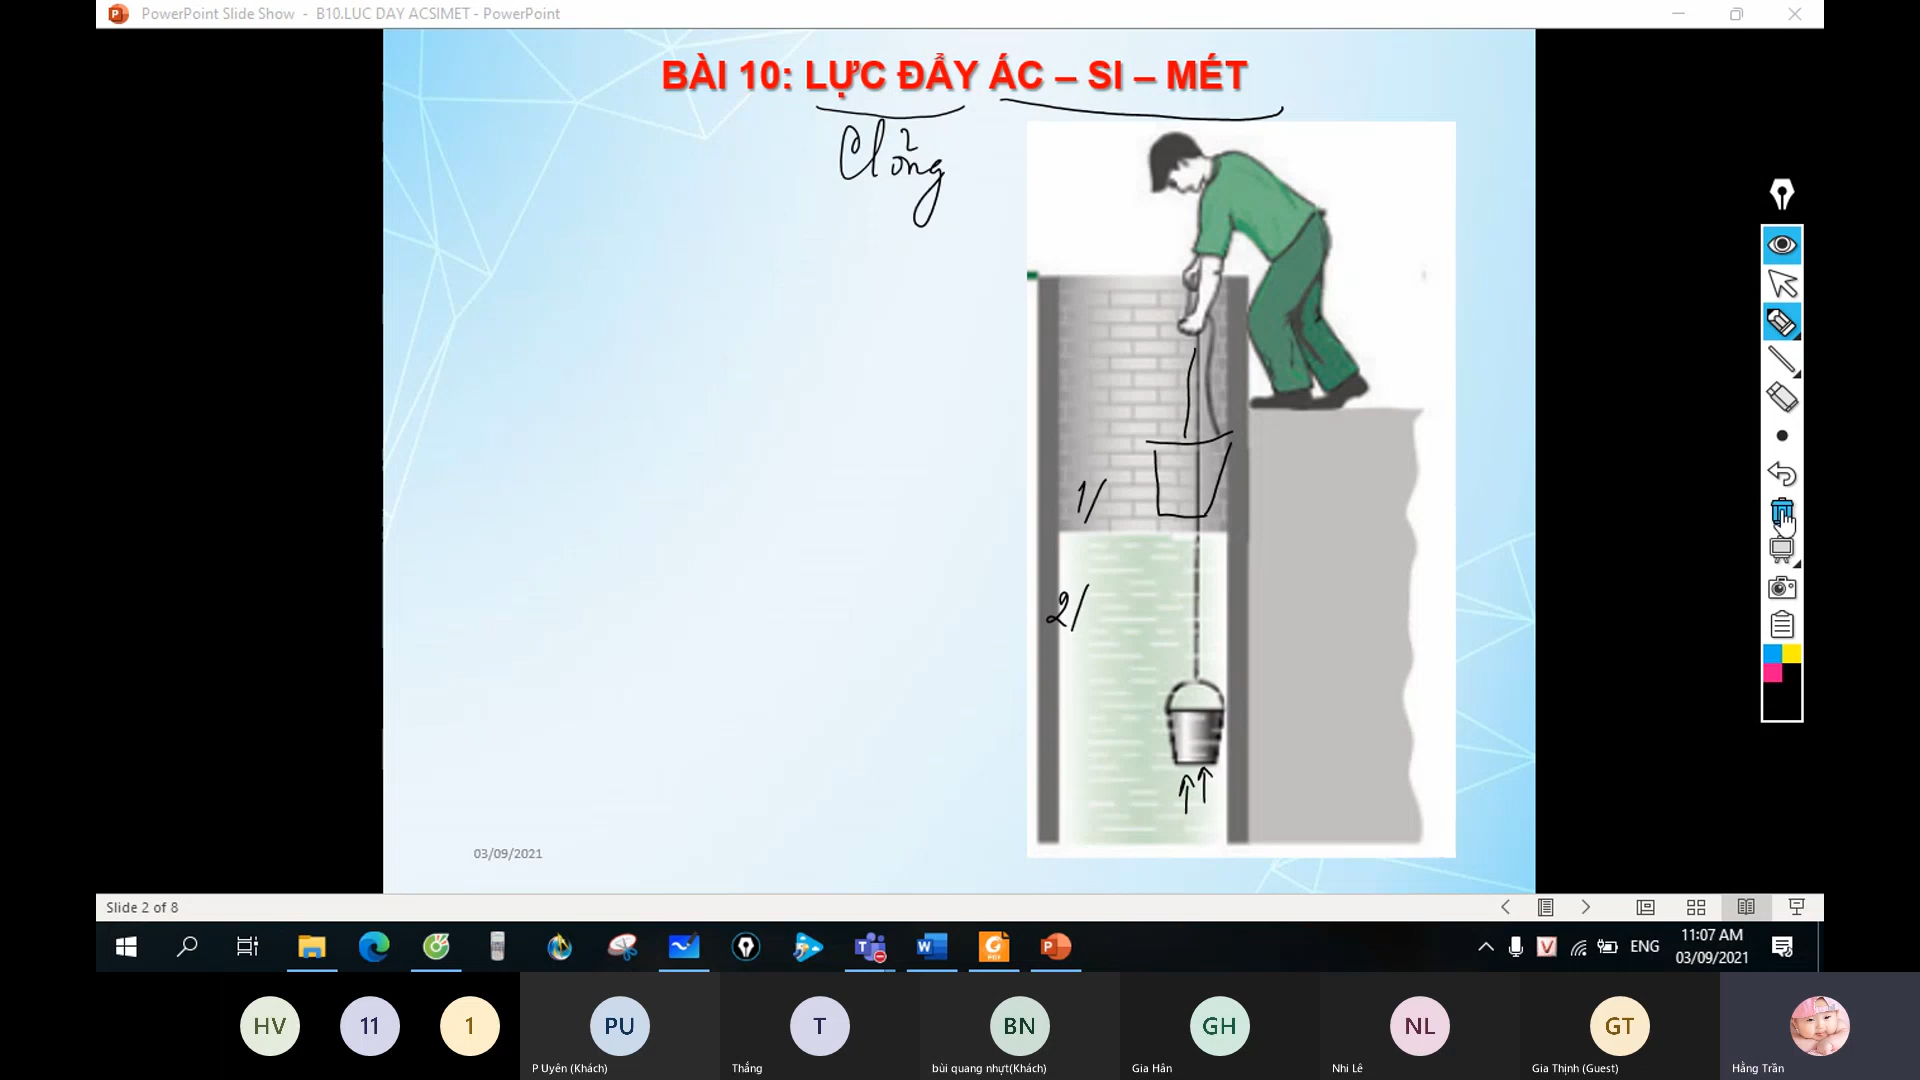 PowerPoint Slide Show - B10.LUC DAY ACSIMET - PowerPoint
BÀI 10: LỰC ĐẨY ÁC – SI – MÉT
Clỏng
1/
2/
03/09/2021
Slide 2 of 8
ENG
11:07 AM
03/09/2021
HV
11
1
PU
T
BN
GH
NL
GT
P Uyên (Khách)
Thắng
bùi quang nhựt(Khách)
Gia Hân
Nhi Lê
Gia Thịnh (Guest)
Hằng Trần